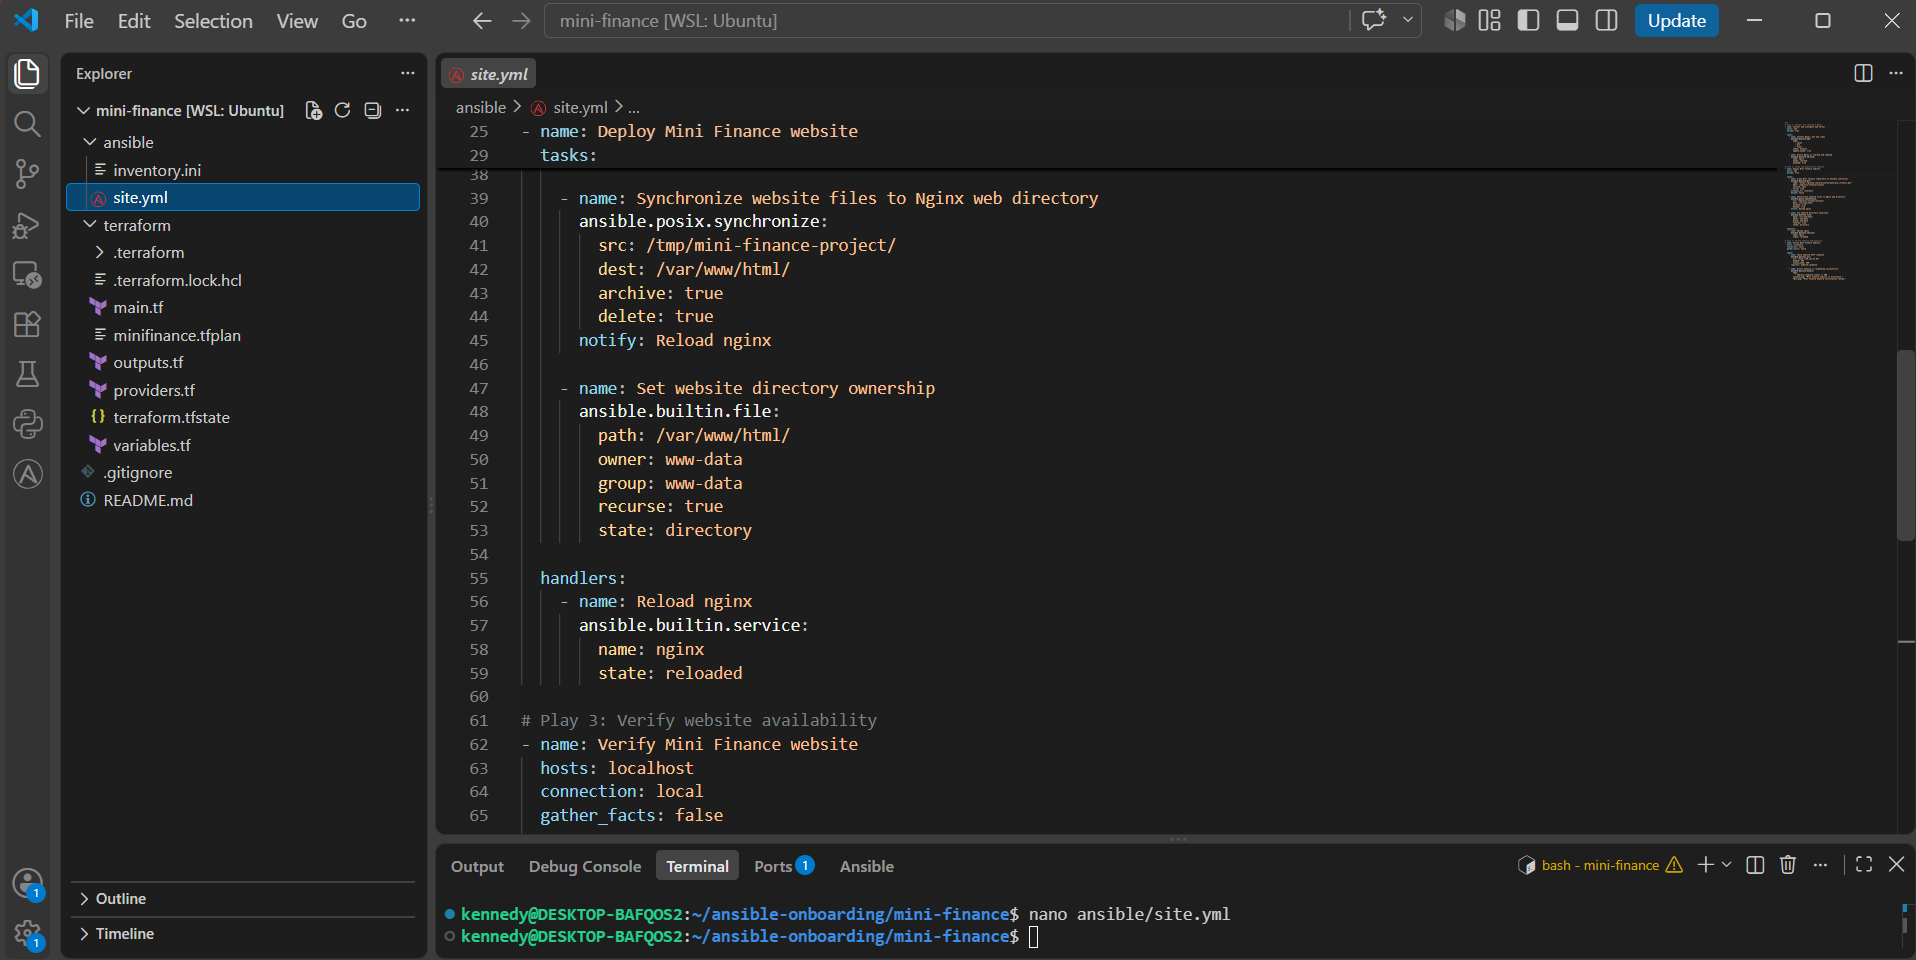 File Edit Selection View Go ··· mini-finance [WSL: Ubuntu] Update
Explorer ···
mini-finance [WSL: Ubuntu] ···
ansible
inventory.ini
site.yml
terraform
.terraform
.terraform.lock.hcl
main.tf
minifinance.tfplan
outputs.tf
providers.tf
{} terraform.tfstate
variables.tf
.gitignore
README.md
Outline
Timeline
1
1
site.yml ···
ansible > site.yml > ...
25 - name: Deploy Mini Finance website
29 tasks:
38
39 - name: Synchronize website files to Nginx web directory
40 ansible.posix.synchronize:
41 src: /tmp/mini-finance-project/
42 dest: /var/www/html/
43 archive: true
44 delete: true
45 notify: Reload nginx
46
47 - name: Set website directory ownership
48 ansible.builtin.file:
49 path: /var/www/html/
50 owner: www-data
51 group: www-data
52 recurse: true
53 state: directory
54
55 handlers:
56 - name: Reload nginx
57 ansible.builtin.service:
58 name: nginx
59 state: reloaded
60
61 # Play 3: Verify website availability
62 - name: Verify Mini Finance website
63 hosts: localhost
64 connection: local
65 gather_facts: false
Output Debug Console Terminal Ports 1 Ansible bash - mini-finance ···
kennedy@DESKTOP-BAFQOS2:~/ansible-onboarding/mini-finance$ nano ansible/site.yml
kennedy@DESKTOP-BAFQOS2:~/ansible-onboarding/mini-finance$